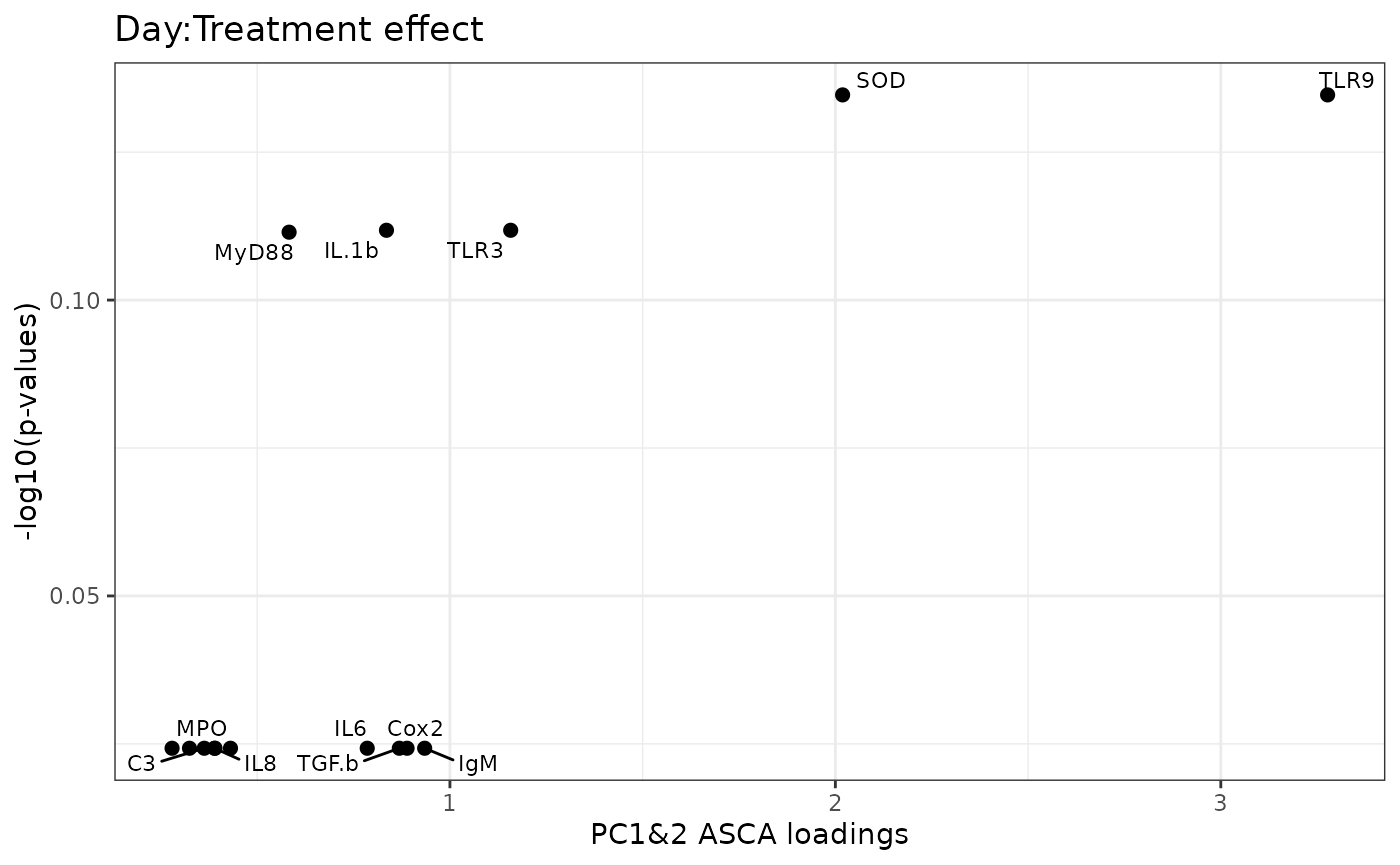 Day:Treatment effect
SOD
TLR9
MyD88
IL.1b
TLR3
0.10
-log10(p-values)
0.05
MPO
IL6
Cox2
C3
IL8
TGF.b
IgM
1
2
3
PC1&2 ASCA loadings